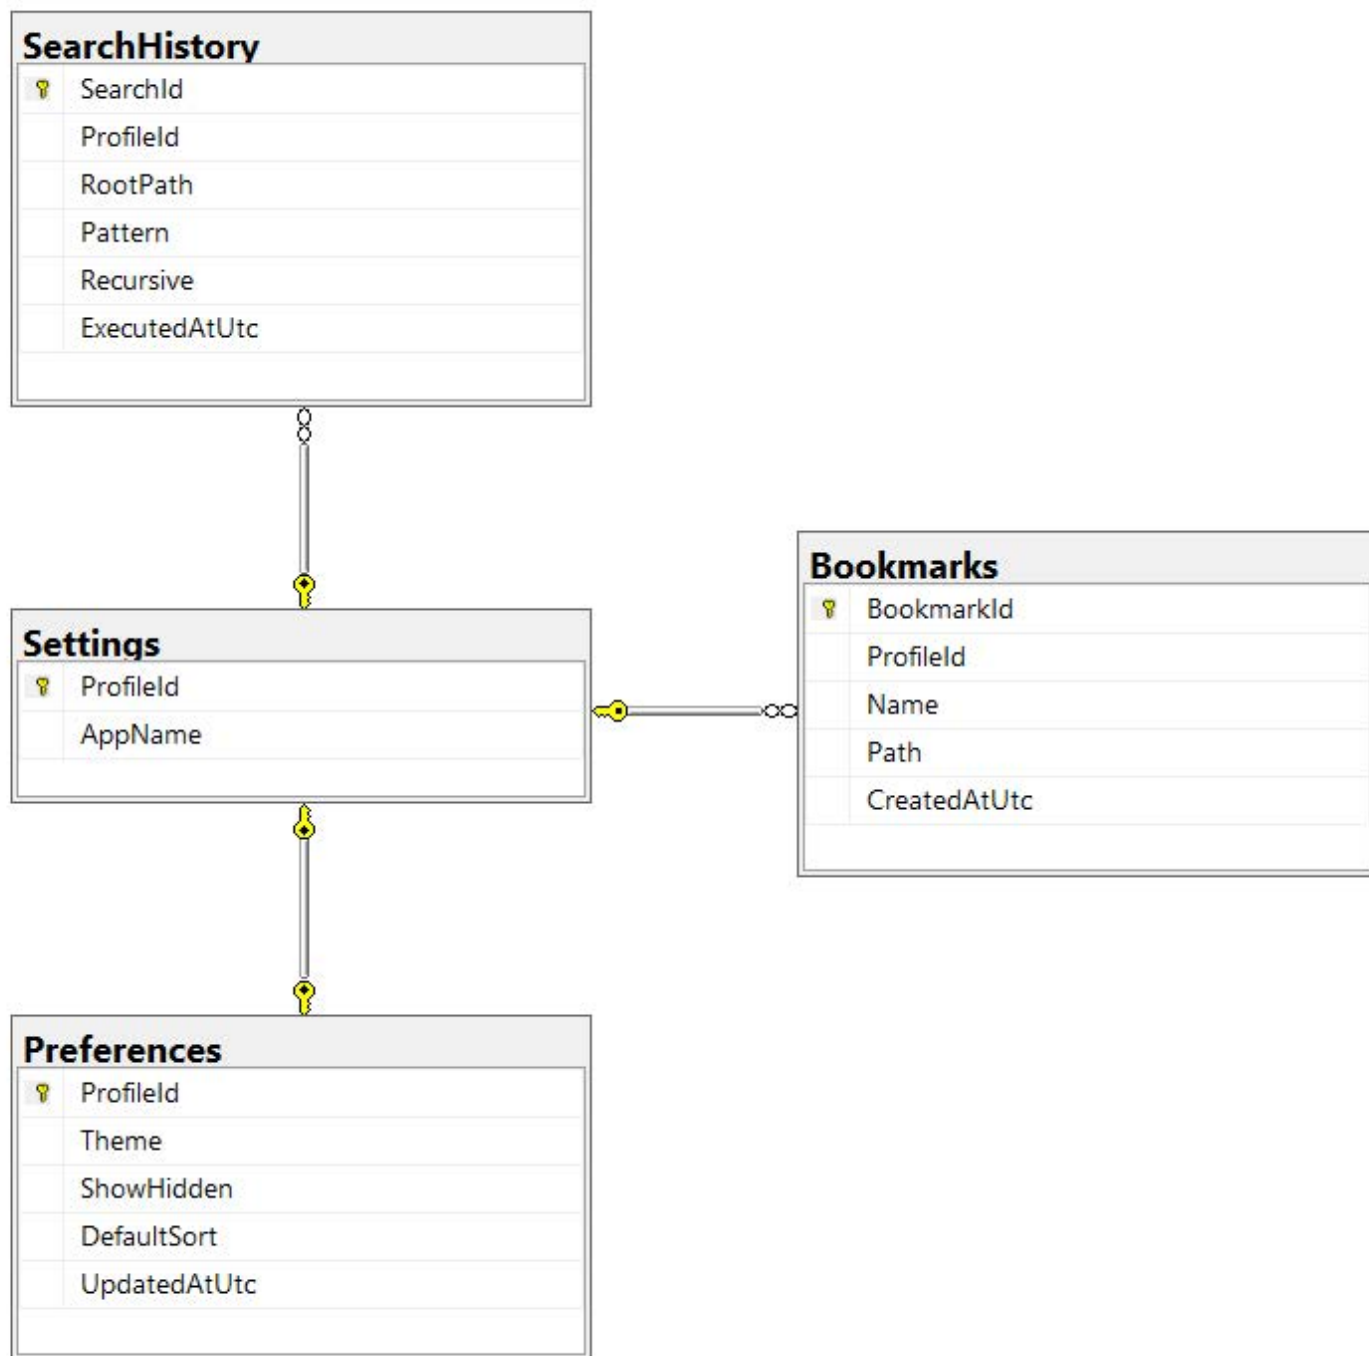 SearchHistory
SearchId
ProfileId
RootPath
Pattern
Recursive
ExecutedAtUtc
Settings
ProfileId
AppName
Bookmarks
BookmarkId
ProfileId
Name
Path
CreatedAtUtc
Preferences
ProfileId
Theme
ShowHidden
DefaultSort
UpdatedAtUtc